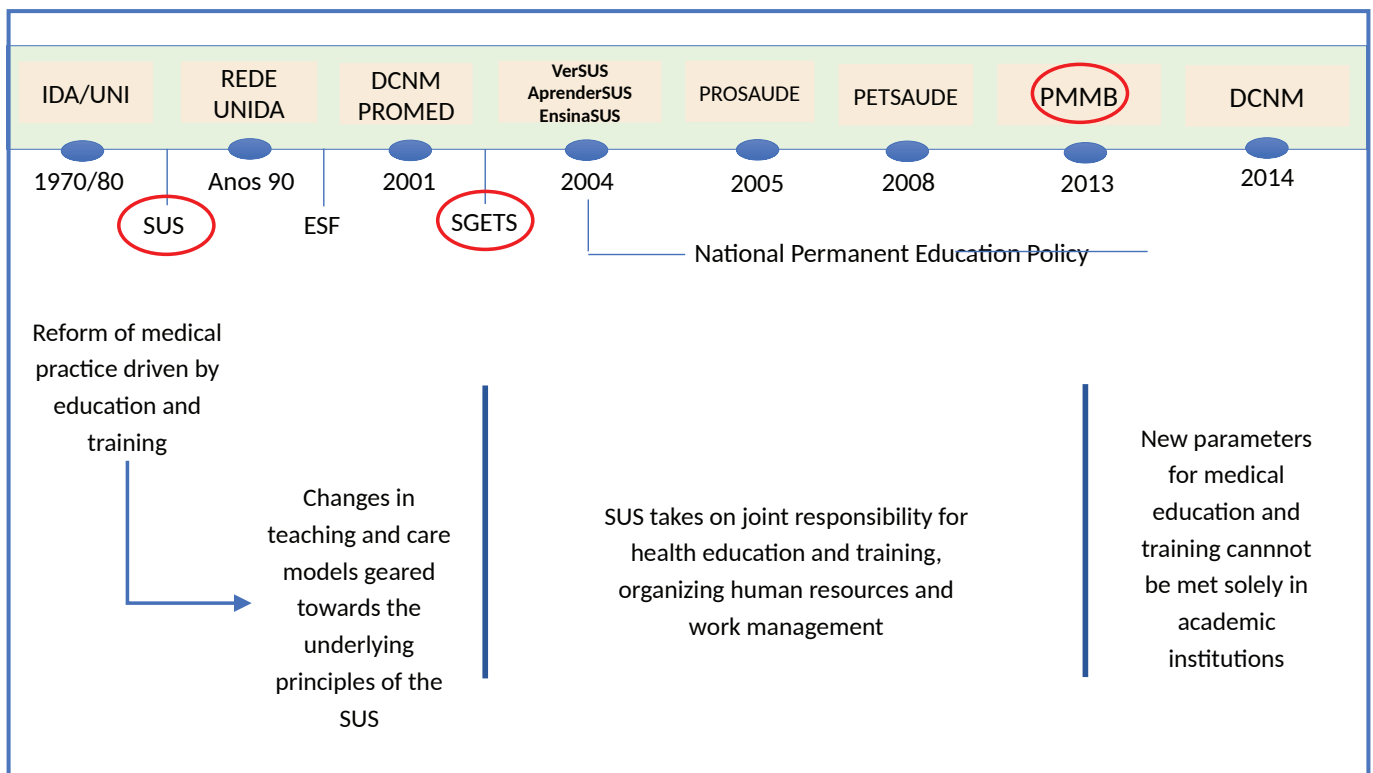 IDA/UNI
REDE
UNIDA
DCNM
PROMED
VerSUS
AprenderSUS
EnsinaSUS
PROSAUDE
PETSAUDE
PMMB
DCNM
1970/80
Anos 90
2001
2004
2005
2008
2013
2014
SUS
ESF
SGETS
National Permanent Education Policy
Reform of medical
practice driven by
education and
training
Changes in
teaching and care
models geared
towards the
underlying
principles of the
SUS
SUS takes on joint responsibility for
health education and training,
organizing human resources and
work management
New parameters
for medical
education and
training cannnot
be met solely in
academic
institutions